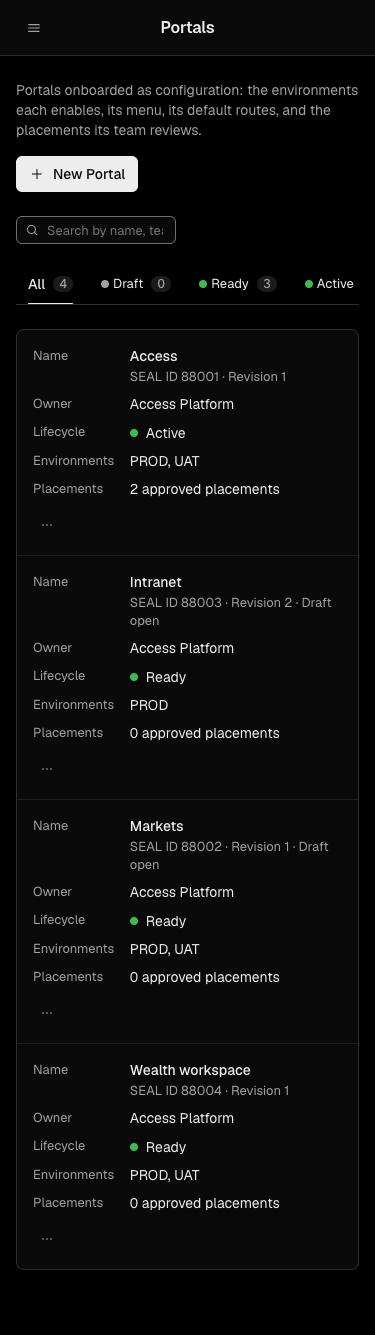 Portals
Portals onboarded as configuration: the environments
each enables, its menu, its default routes, and the
placements its team reviews.
+ New Portal
Search by name, tea
All 4 Draft 0 Ready 3 Active
Name Access
SEAL ID 88001 · Revision 1
Owner Access Platform
Lifecycle Active
Environments PROD, UAT
Placements 2 approved placements
...
Name Intranet
SEAL ID 88003 · Revision 2 · Draft
open
Owner Access Platform
Lifecycle Ready
Environments PROD
Placements 0 approved placements
...
Name Markets
SEAL ID 88002 · Revision 1 · Draft
open
Owner Access Platform
Lifecycle Ready
Environments PROD, UAT
Placements 0 approved placements
...
Name Wealth workspace
SEAL ID 88004 · Revision 1
Owner Access Platform
Lifecycle Ready
Environments PROD, UAT
Placements 0 approved placements
...